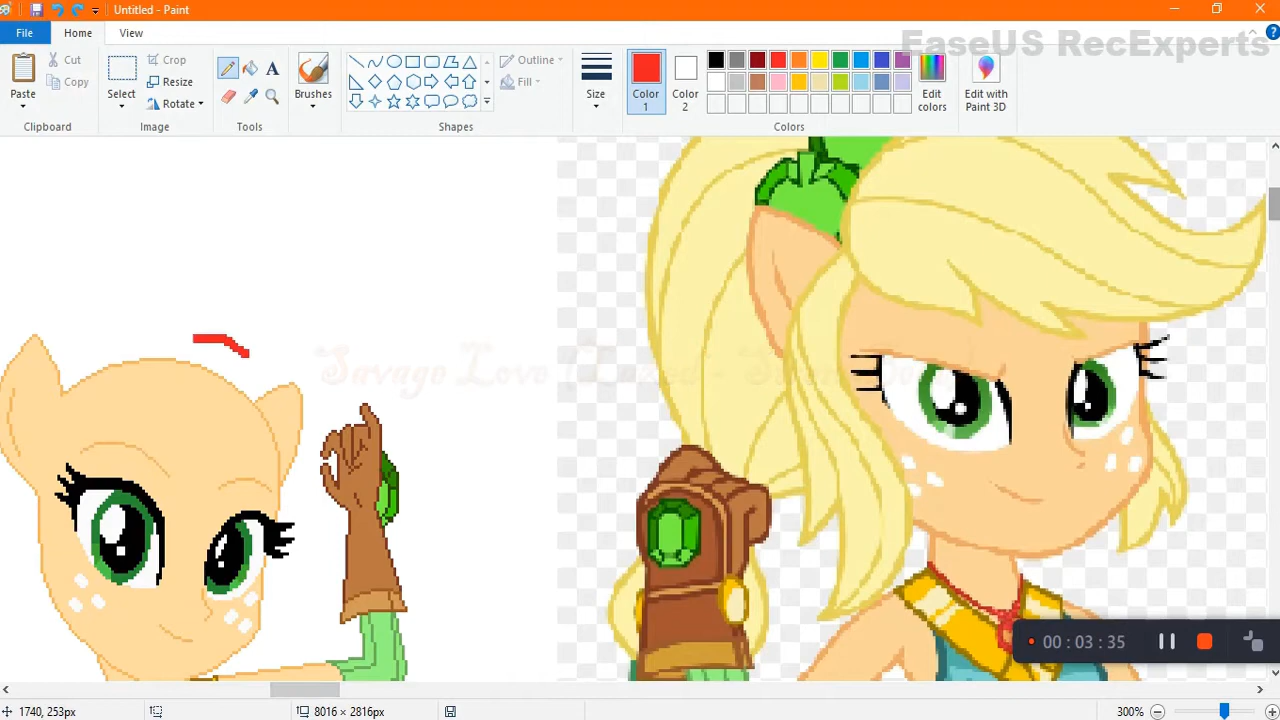 Untitled - Paint
File Home View
EaseUS RecExperts
Paste
Cut
Copy
Clipboard
Select
Crop
Resize
Rotate
Image
Tools
Brushes
Shapes
Outline
Fill
Size
Color 1
Color 2
Edit colors
Edit with Paint 3D
Colors
Savage Love
00:03:35
1740, 253px
8016 × 2816px
300%